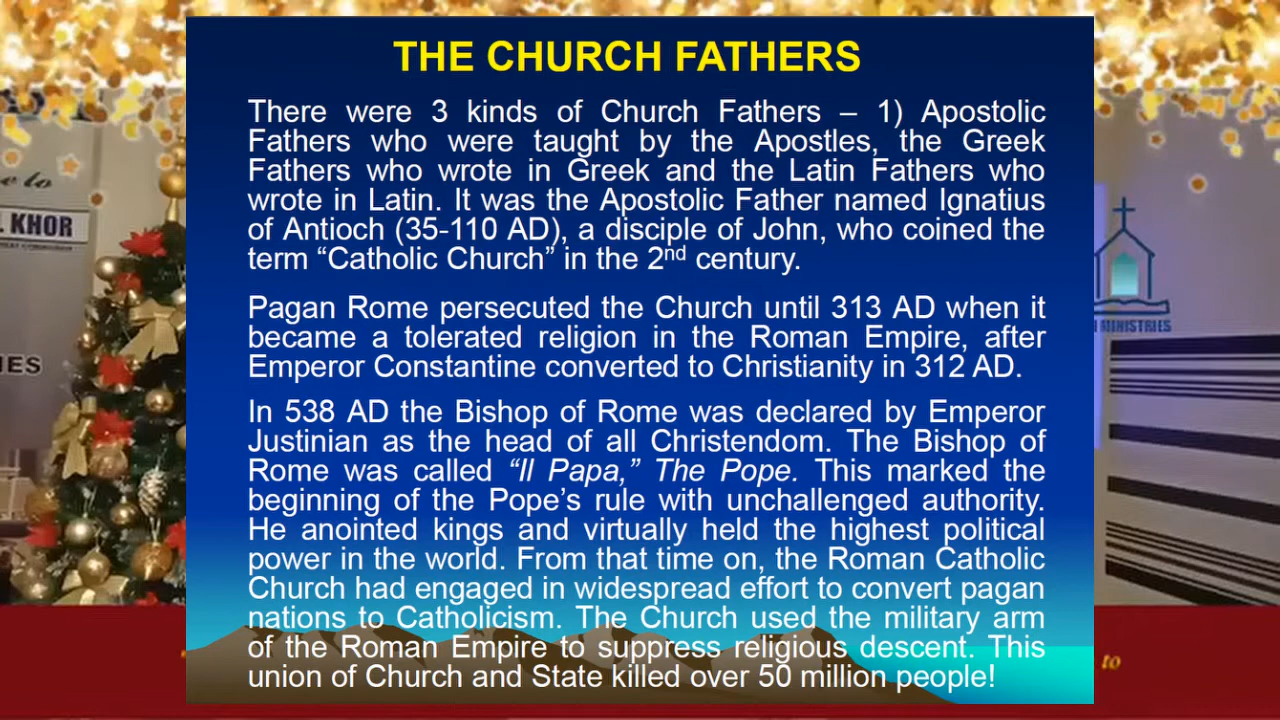 THE CHURCH FATHERS
There were 3 kinds of Church Fathers – 1) Apostolic
Fathers who were taught by the Apostles, the Greek
Fathers who wrote in Greek and the Latin Fathers who
wrote in Latin. It was the Apostolic Father named Ignatius
of Antioch (35-110 AD), a disciple of John, who coined the
term “Catholic Church” in the 2nd century.
Pagan Rome persecuted the Church until 313 AD when it
became a tolerated religion in the Roman Empire, after
Emperor Constantine converted to Christianity in 312 AD.
In 538 AD the Bishop of Rome was declared by Emperor
Justinian as the head of all Christendom. The Bishop of
Rome was called “Il Papa,” The Pope. This marked the
beginning of the Pope’s rule with unchallenged authority.
He anointed kings and virtually held the highest political
power in the world. From that time on, the Roman Catholic
Church had engaged in widespread effort to convert pagan
nations to Catholicism. The Church used the military arm
of the Roman Empire to suppress religious descent. This
union of Church and State killed over 50 million people!
to
KHOR
MINISTRIES
to